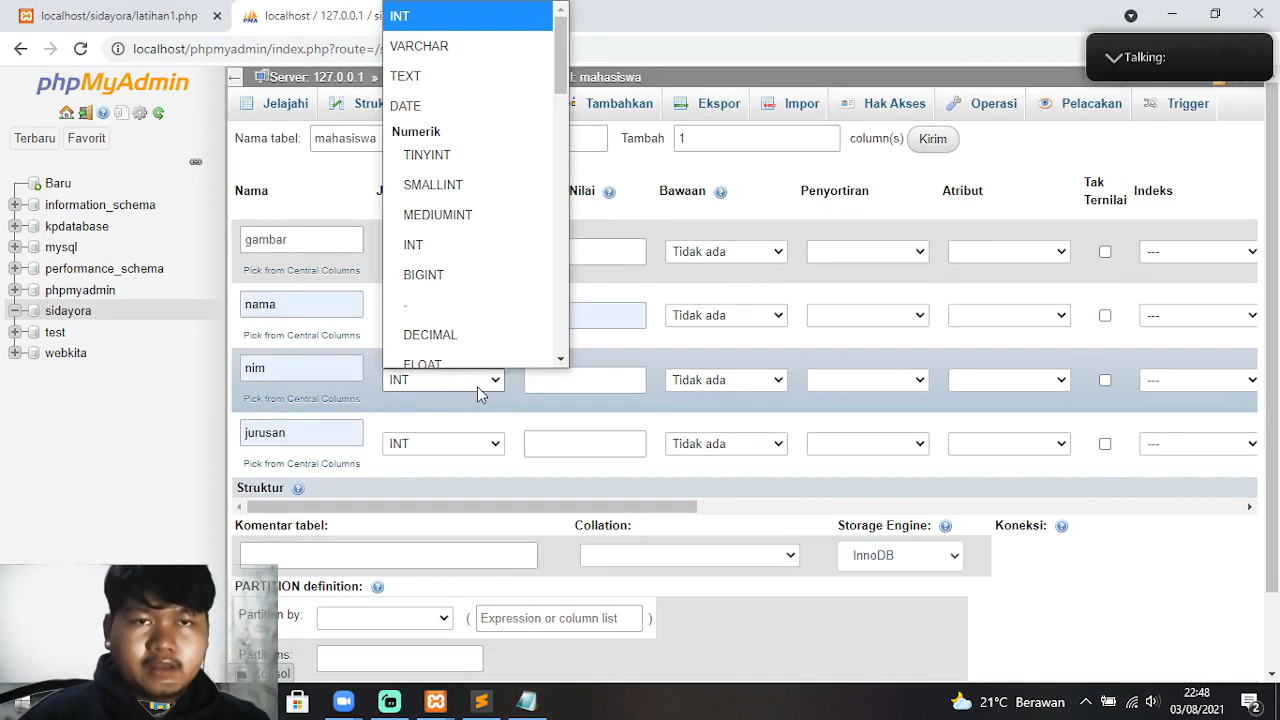 localhost/sidayora/latihan1.php
localhost / 127.0.0.1 / si
localhost/phpmyadmin/index.php?route=/s
Talking:
phpMyAdmin
Terbaru
Favorit
Baru
information_schema
kpdatabase
mysql
performance_schema
phpmyadmin
sidayora
test
webkita
Server: 127.0.0.1 »
l: mahasiswa
Jelajahi
Struk
Tambahkan
Ekspor
Impor
Hak Akses
Operasi
Pelacakan
Trigger
Nama tabel:
mahasiswa
Tambah
1
column(s)
Kirim
Nama
J
Nilai
Bawaan
Penyortiran
Atribut
Tak
Ternilai
Indeks
INT
VARCHAR
TEXT
DATE
Numerik
TINYINT
SMALLINT
MEDIUMINT
INT
BIGINT
-
DECIMAL
FLOAT
gambar
Pick from Central Columns
Tidak ada
---
nama
Pick from Central Columns
Tidak ada
---
nim
Pick from Central Columns
INT
Tidak ada
---
jurusan
Pick from Central Columns
INT
Tidak ada
---
Struktur
Komentar tabel:
Collation:
Storage Engine:
Koneksi:
InnoDB
PARTITION definition:
Partition by:
(
Expression or column list
)
Partitions:
21°C Berawan
22:48
03/08/2021
2